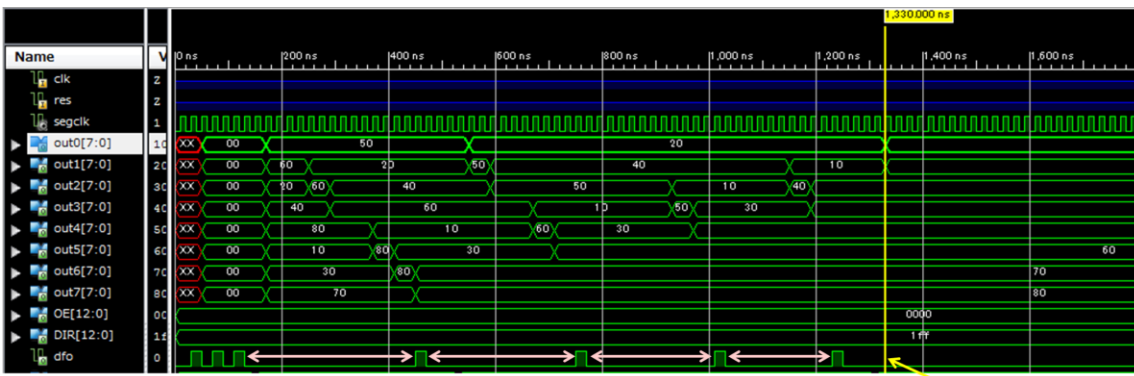 1,330.000 ns
Name V 0 ns 200 ns 400 ns 600 ns 800 ns 1,000 ns 1,200 ns 1,400 ns 1,600 ns
clk z
res z
segclk 1
out0[7:0] 10 XX 00 50 20
out1[7:0] 20 XX 00 60 20 50 40 10
out2[7:0] 30 XX 00 20 60 40 50 10 40
out3[7:0] 40 XX 00 40 60 10 50 30
out4[7:0] 50 XX 00 80 10 60 30
out5[7:0] 60 XX 00 10 80 30 60
out6[7:0] 70 XX 00 30 80 70
out7[7:0] 80 XX 00 70 80
OE[12:0] 00 0000
DIR[12:0] 1f 1ff
dfo 0